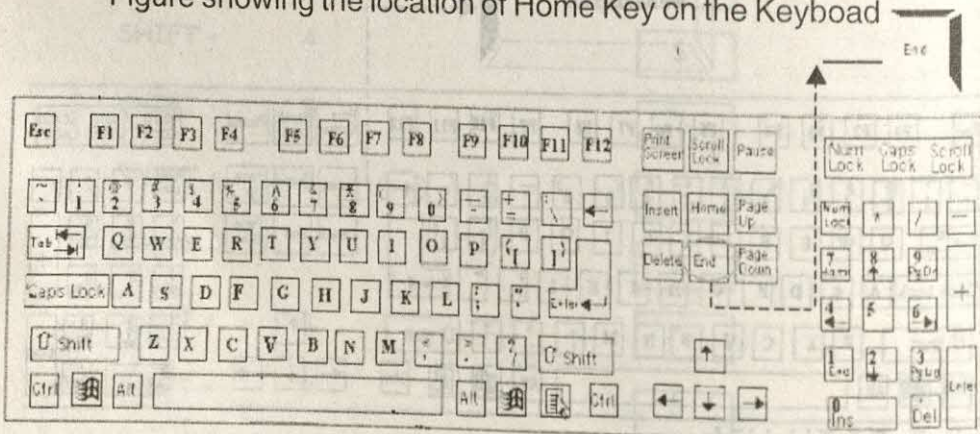 Figure showing the location of Home Key on the Keyboad
End
Esc F1 F2 F3 F4 F5 F6 F7 F8 F9 F10 F11 F12 Print Screen Scroll Lock Pause Num Lock Caps Lock Scroll Lock
~ ` ! 1 @ 2 # 3 $ 4 % 5 ^ 6 & 7 * 8 ( 9 ) 0 + = \ Insert Home Page Up Num Lock * / —
Tab Q W E R T Y U I O P { [ } ] Delete End Page Down 7 8 9 +
Caps Lock A S D F G H J K L : ; " ' Enter 4 5 6
Shift Z X C V B N M ? / Shift 1 End 2 3
Ctrl Alt Alt Ctrl 0 Ins . Del